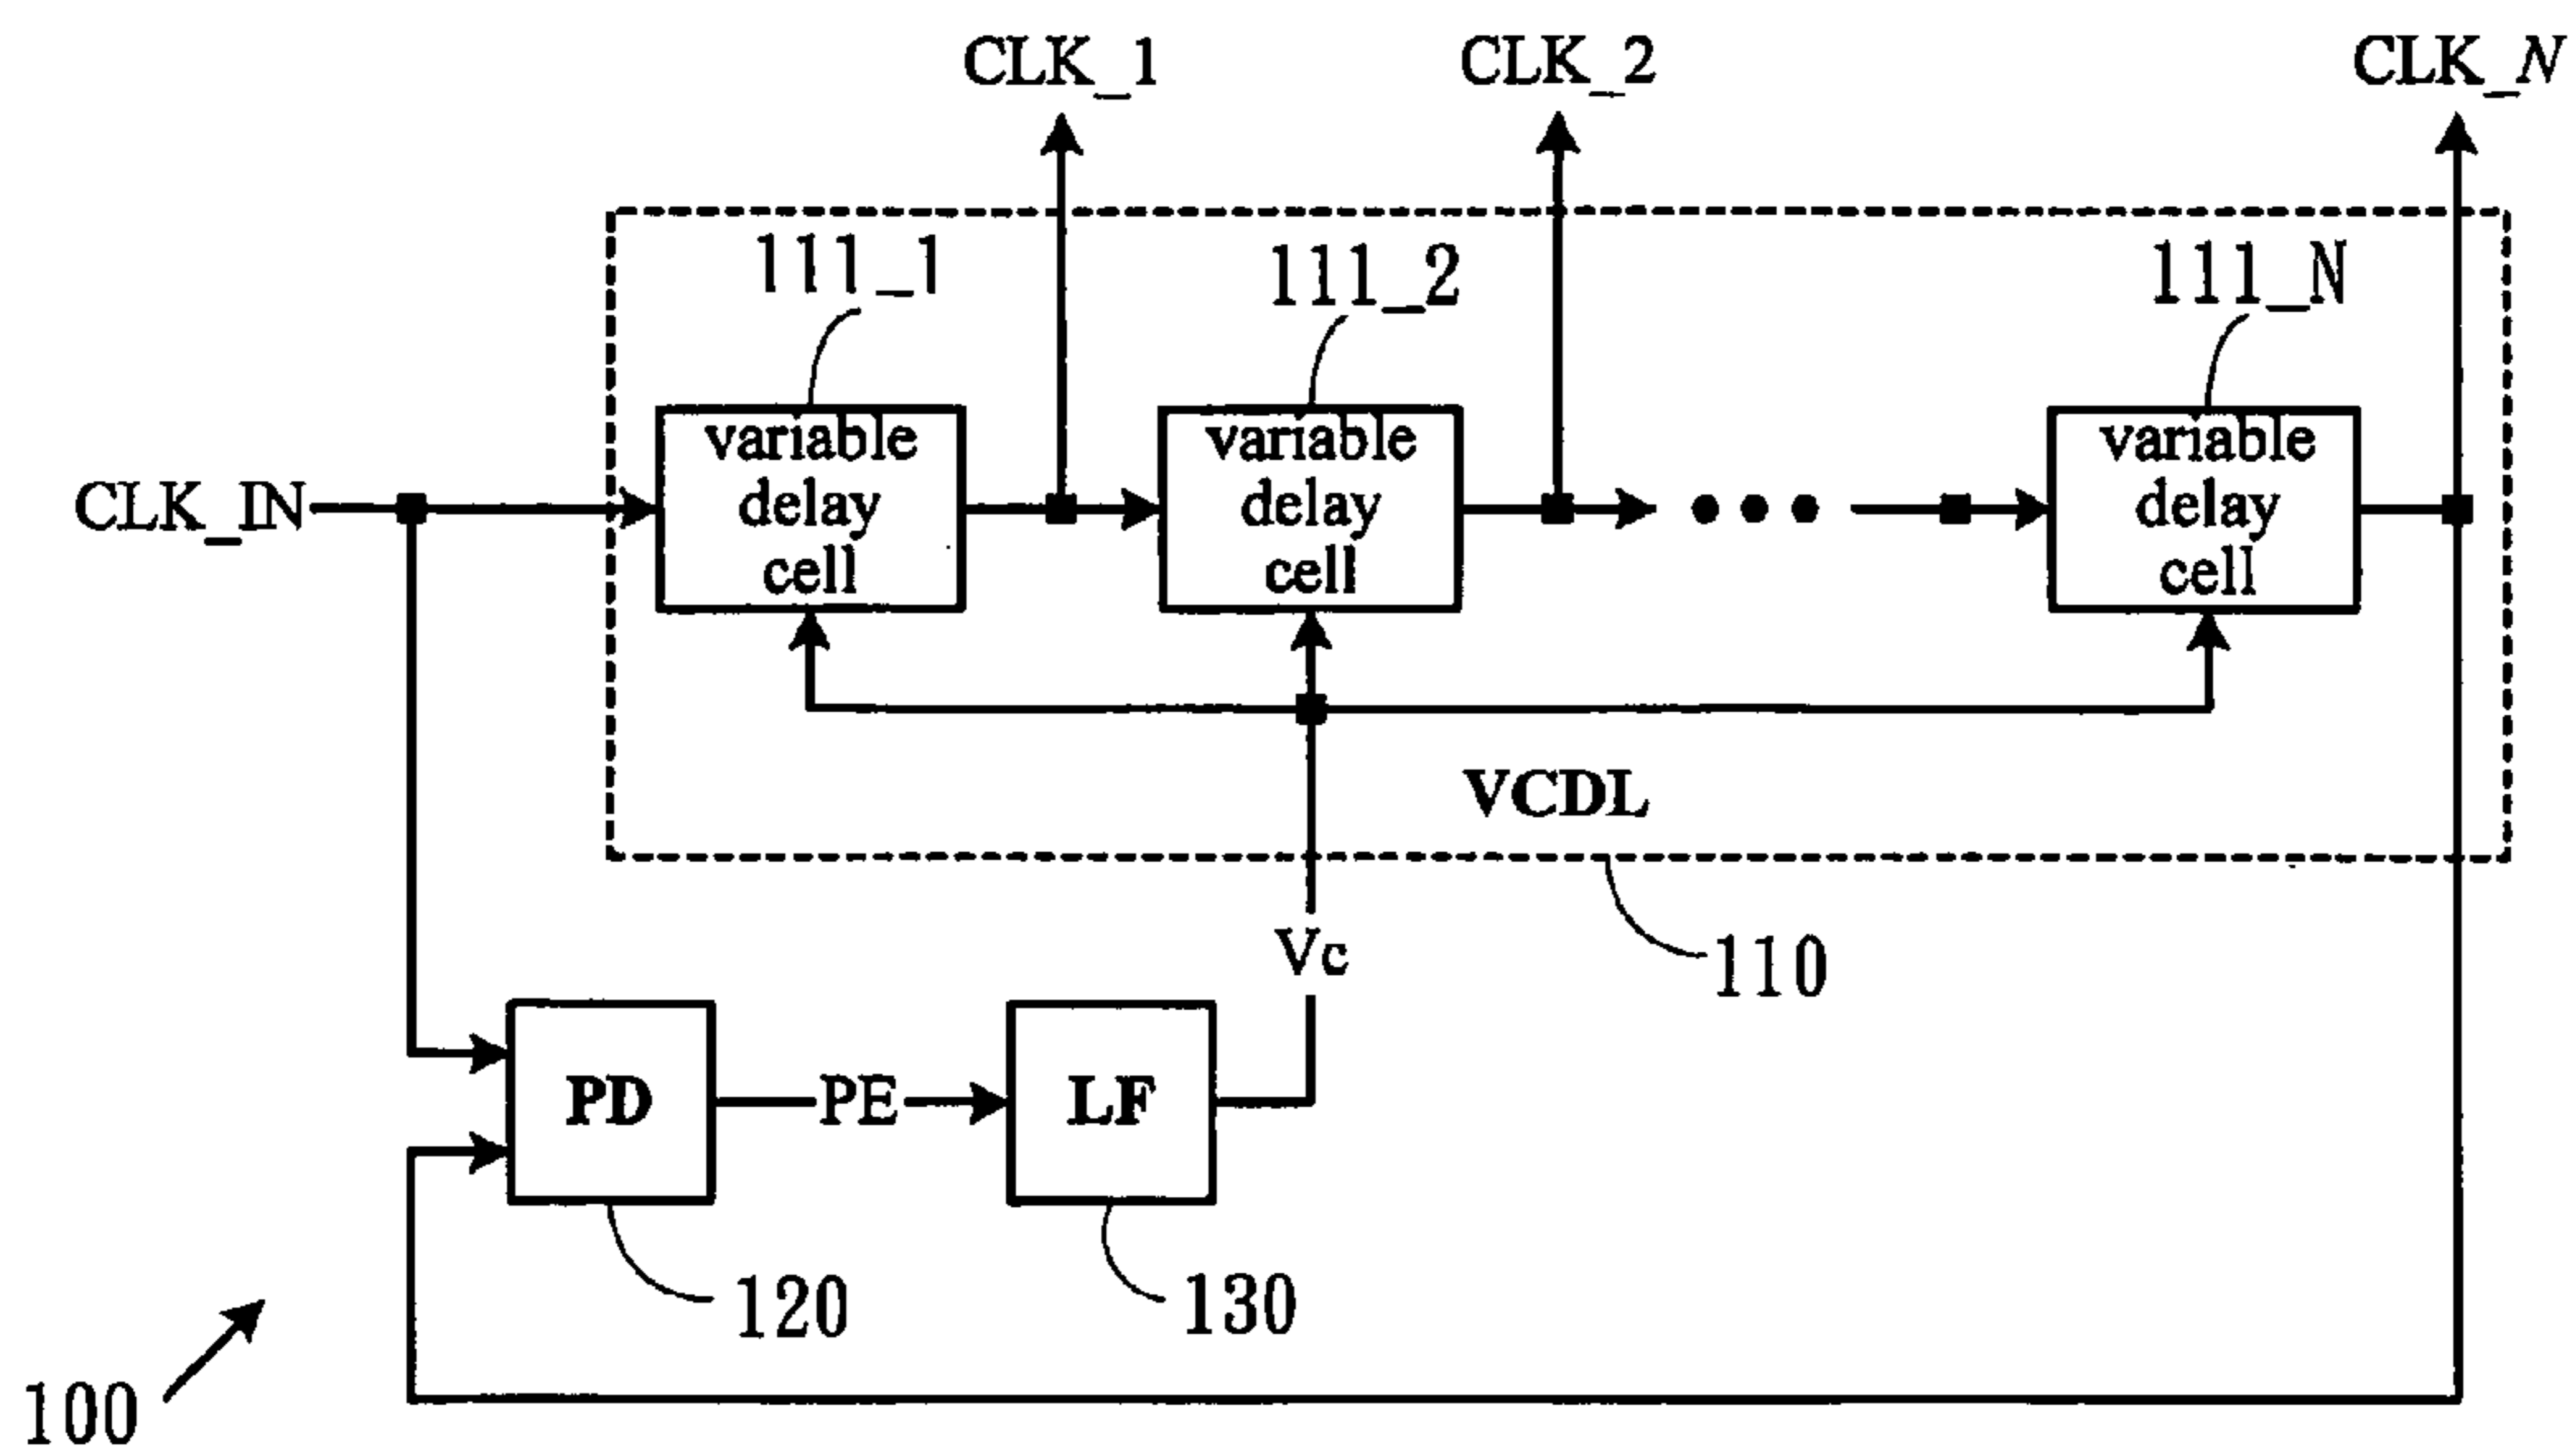 CLK_1
CLK_2
CLK_N
111_1
111_2
111_N
variable
delay
cell
variable
delay
cell
variable
delay
cell
CLK_IN
VCDL
Vc
110
PD
PE
LF
120
130
100